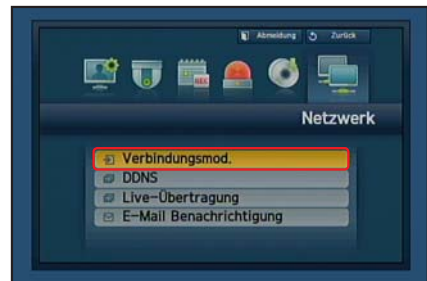 Abmeldung Zurück
REC
Netzwerk
Verbindungsmod.
DDNS
Live-Übertragung
E-Mail Benachrichtigung